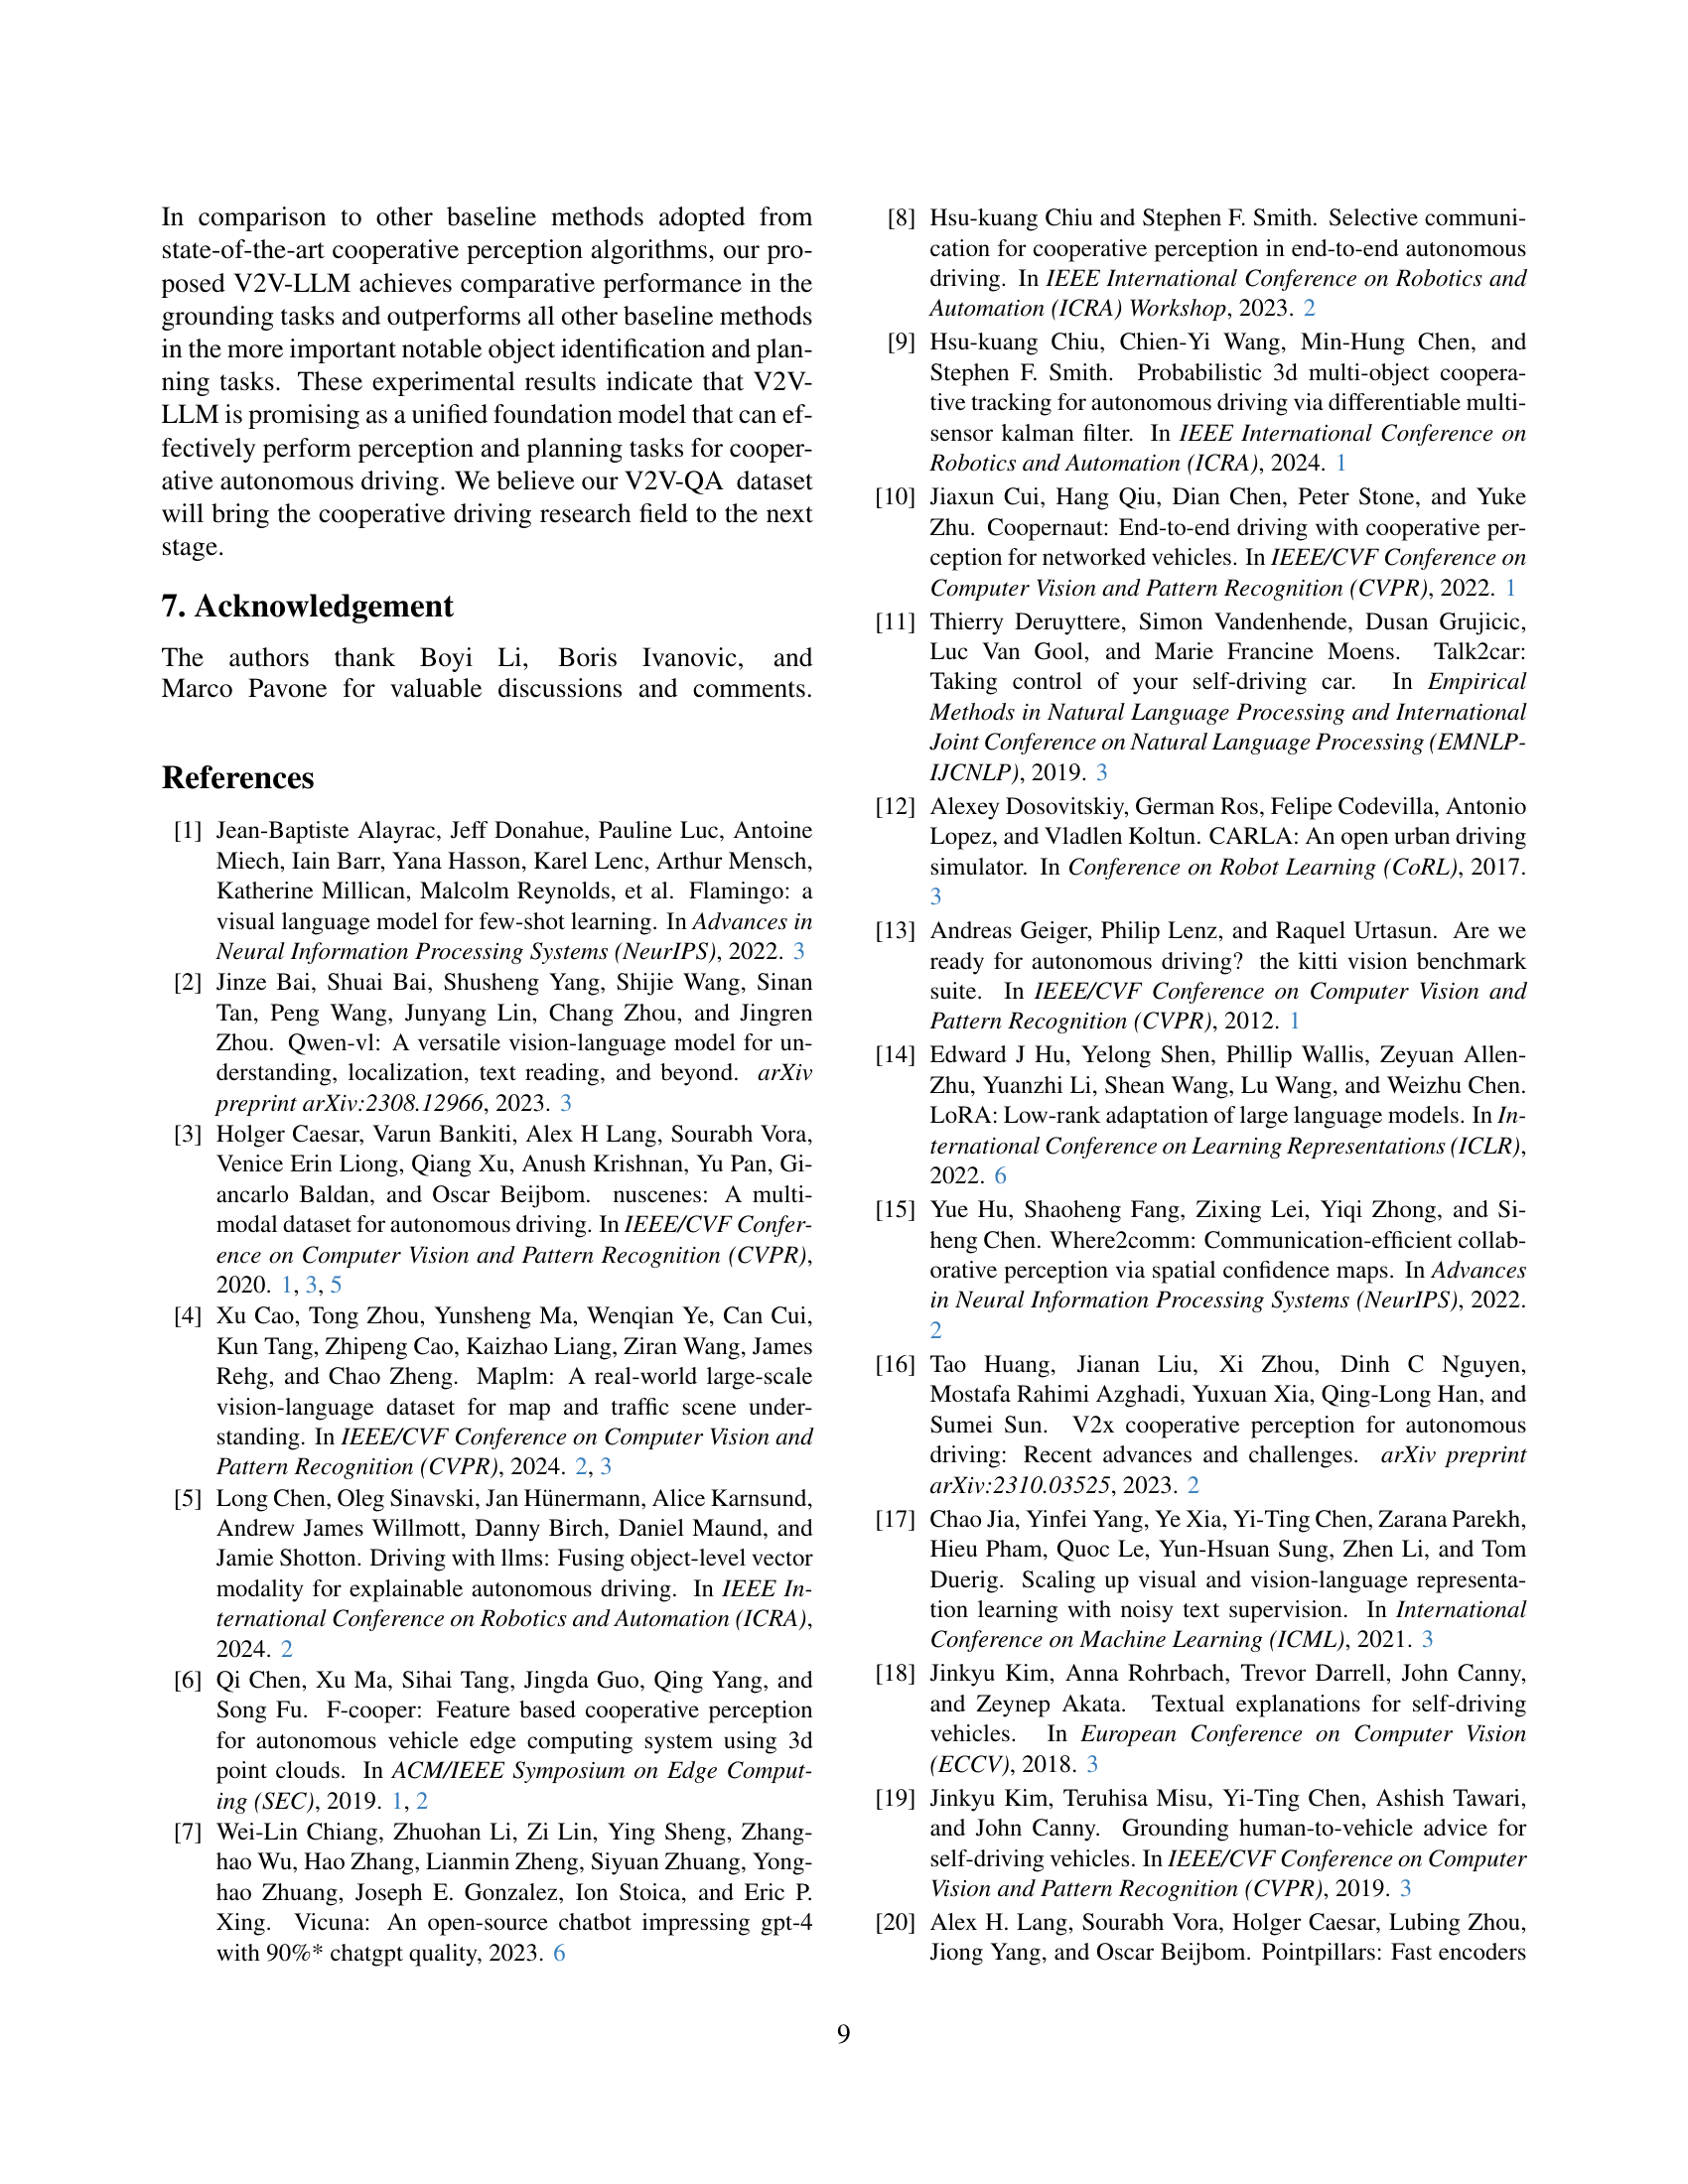 In comparison to other baseline methods adopted from
state-of-the-art cooperative perception algorithms, our pro-
posed V2V-LLM achieves comparative performance in the
grounding tasks and outperforms all other baseline methods
in the more important notable object identification and plan-
ning tasks. These experimental results indicate that V2V-
LLM is promising as a unified foundation model that can ef-
fectively perform perception and planning tasks for cooper-
ative autonomous driving. We believe our V2V-QA dataset
will bring the cooperative driving research field to the next
stage.
7. Acknowledgement
The authors thank Boyi Li, Boris Ivanovic, and
Marco Pavone for valuable discussions and comments.
References
[1] Jean-Baptiste Alayrac, Jeff Donahue, Pauline Luc, Antoine
Miech, Iain Barr, Yana Hasson, Karel Lenc, Arthur Mensch,
Katherine Millican, Malcolm Reynolds, et al. Flamingo: a
visual language model for few-shot learning. In Advances in
Neural Information Processing Systems (NeurIPS), 2022. 3
[2] Jinze Bai, Shuai Bai, Shusheng Yang, Shijie Wang, Sinan
Tan, Peng Wang, Junyang Lin, Chang Zhou, and Jingren
Zhou. Qwen-vl: A versatile vision-language model for un-
derstanding, localization, text reading, and beyond. arXiv
preprint arXiv:2308.12966, 2023. 3
[3] Holger Caesar, Varun Bankiti, Alex H Lang, Sourabh Vora,
Venice Erin Liong, Qiang Xu, Anush Krishnan, Yu Pan, Gi-
ancarlo Baldan, and Oscar Beijbom. nuscenes: A multi-
modal dataset for autonomous driving. In IEEE/CVF Confer-
ence on Computer Vision and Pattern Recognition (CVPR),
2020. 1, 3, 5
[4] Xu Cao, Tong Zhou, Yunsheng Ma, Wenqian Ye, Can Cui,
Kun Tang, Zhipeng Cao, Kaizhao Liang, Ziran Wang, James
Rehg, and Chao Zheng. Maplm: A real-world large-scale
vision-language dataset for map and traffic scene under-
standing. In IEEE/CVF Conference on Computer Vision and
Pattern Recognition (CVPR), 2024. 2, 3
[5] Long Chen, Oleg Sinavski, Jan Hünermann, Alice Karnsund,
Andrew James Willmott, Danny Birch, Daniel Maund, and
Jamie Shotton. Driving with llms: Fusing object-level vector
modality for explainable autonomous driving. In IEEE In-
ternational Conference on Robotics and Automation (ICRA),
2024. 2
[6] Qi Chen, Xu Ma, Sihai Tang, Jingda Guo, Qing Yang, and
Song Fu. F-cooper: Feature based cooperative perception
for autonomous vehicle edge computing system using 3d
point clouds. In ACM/IEEE Symposium on Edge Comput-
ing (SEC), 2019. 1, 2
[7] Wei-Lin Chiang, Zhuohan Li, Zi Lin, Ying Sheng, Zhang-
hao Wu, Hao Zhang, Lianmin Zheng, Siyuan Zhuang, Yong-
hao Zhuang, Joseph E. Gonzalez, Ion Stoica, and Eric P.
Xing. Vicuna: An open-source chatbot impressing gpt-4
with 90%* chatgpt quality, 2023. 6
[8] Hsu-kuang Chiu and Stephen F. Smith. Selective communi-
cation for cooperative perception in end-to-end autonomous
driving. In IEEE International Conference on Robotics and
Automation (ICRA) Workshop, 2023. 2
[9] Hsu-kuang Chiu, Chien-Yi Wang, Min-Hung Chen, and
Stephen F. Smith. Probabilistic 3d multi-object coopera-
tive tracking for autonomous driving via differentiable multi-
sensor kalman filter. In IEEE International Conference on
Robotics and Automation (ICRA), 2024. 1
[10] Jiaxun Cui, Hang Qiu, Dian Chen, Peter Stone, and Yuke
Zhu. Coopernaut: End-to-end driving with cooperative per-
ception for networked vehicles. In IEEE/CVF Conference on
Computer Vision and Pattern Recognition (CVPR), 2022. 1
[11] Thierry Deruyttere, Simon Vandenhende, Dusan Grujicic,
Luc Van Gool, and Marie Francine Moens. Talk2car:
Taking control of your self-driving car. In Empirical
Methods in Natural Language Processing and International
Joint Conference on Natural Language Processing (EMNLP-
IJCNLP), 2019. 3
[12] Alexey Dosovitskiy, German Ros, Felipe Codevilla, Antonio
Lopez, and Vladlen Koltun. CARLA: An open urban driving
simulator. In Conference on Robot Learning (CoRL), 2017.
3
[13] Andreas Geiger, Philip Lenz, and Raquel Urtasun. Are we
ready for autonomous driving? the kitti vision benchmark
suite. In IEEE/CVF Conference on Computer Vision and
Pattern Recognition (CVPR), 2012. 1
[14] Edward J Hu, Yelong Shen, Phillip Wallis, Zeyuan Allen-
Zhu, Yuanzhi Li, Shean Wang, Lu Wang, and Weizhu Chen.
LoRA: Low-rank adaptation of large language models. In In-
ternational Conference on Learning Representations (ICLR),
2022. 6
[15] Yue Hu, Shaoheng Fang, Zixing Lei, Yiqi Zhong, and Si-
heng Chen. Where2comm: Communication-efficient collab-
orative perception via spatial confidence maps. In Advances
in Neural Information Processing Systems (NeurIPS), 2022.
2
[16] Tao Huang, Jianan Liu, Xi Zhou, Dinh C Nguyen,
Mostafa Rahimi Azghadi, Yuxuan Xia, Qing-Long Han, and
Sumei Sun. V2x cooperative perception for autonomous
driving: Recent advances and challenges. arXiv preprint
arXiv:2310.03525, 2023. 2
[17] Chao Jia, Yinfei Yang, Ye Xia, Yi-Ting Chen, Zarana Parekh,
Hieu Pham, Quoc Le, Yun-Hsuan Sung, Zhen Li, and Tom
Duerig. Scaling up visual and vision-language representa-
tion learning with noisy text supervision. In International
Conference on Machine Learning (ICML), 2021. 3
[18] Jinkyu Kim, Anna Rohrbach, Trevor Darrell, John Canny,
and Zeynep Akata. Textual explanations for self-driving
vehicles. In European Conference on Computer Vision
(ECCV), 2018. 3
[19] Jinkyu Kim, Teruhisa Misu, Yi-Ting Chen, Ashish Tawari,
and John Canny. Grounding human-to-vehicle advice for
self-driving vehicles. In IEEE/CVF Conference on Computer
Vision and Pattern Recognition (CVPR), 2019. 3
[20] Alex H. Lang, Sourabh Vora, Holger Caesar, Lubing Zhou,
Jiong Yang, and Oscar Beijbom. Pointpillars: Fast encoders
9